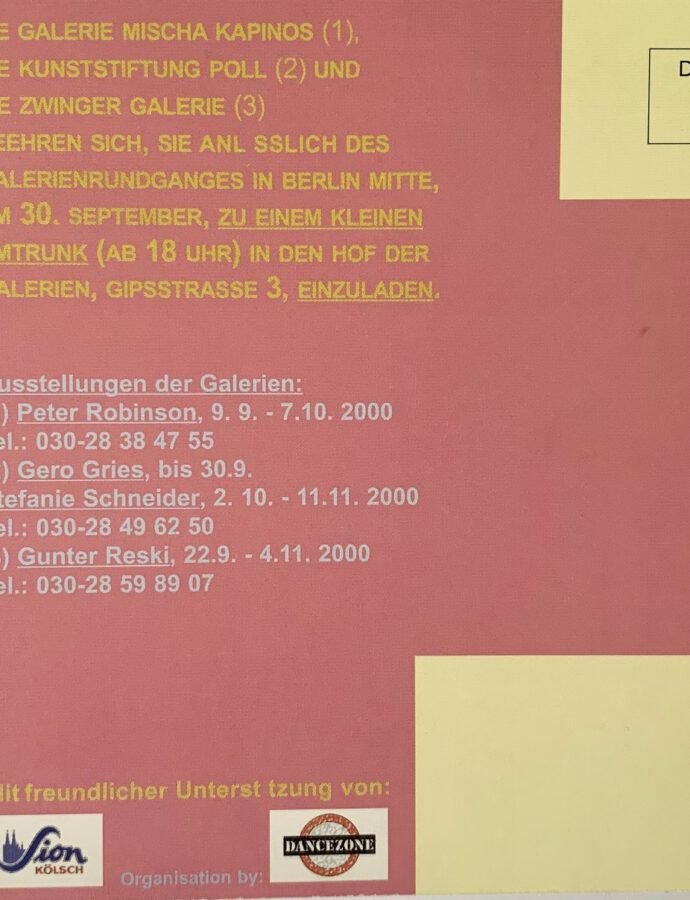 E GALERIE MISCHA KAPINOS (1),
D
E KUNSTSTIFTUNG POLL (2) UND
E ZWINGER GALERIE (3)
EEHREN SICH, SIE ANL SSLICH DES
ALERIENRUNDGANGES IN BERLIN MITTE,
M 30. SEPTEMBER, ZU EINEM KLEINEN
MTRUNK (AB 18 UHR) IN DEN HOF DER
ALERIEN, GIPSSTRASSE 3, EINZULADEN.
usstellungen der Galerien:
) Peter Robinson, 9. 9. - 7.10. 2000
el.: 030-28 38 47 55
) Gero Gries, bis 30.9.
tefanie Schneider, 2. 10. - 11.11. 2000
el.: 030-28 49 62 50
) Gunter Reski, 22.9. - 4.11. 2000
el.: 030-28 59 89 07
it freundlicher Unterst tzung von:
Sion
KÖLSCH
DANCEZONE
Organisation by: